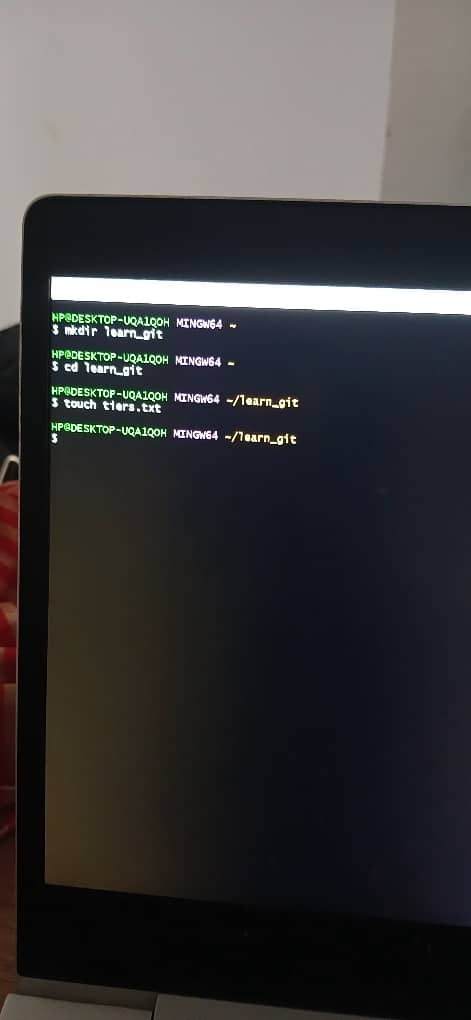 HP@DESKTOP-UQA1QOH MINGW64 ~
$ mkdir learn_git
HP@DESKTOP-UQA1QOH MINGW64 ~
$ cd learn_git
HP@DESKTOP-UQA1QOH MINGW64 ~/learn_git
$ touch tiers.txt
HP@DESKTOP-UQA1QOH MINGW64 ~/learn_git
$